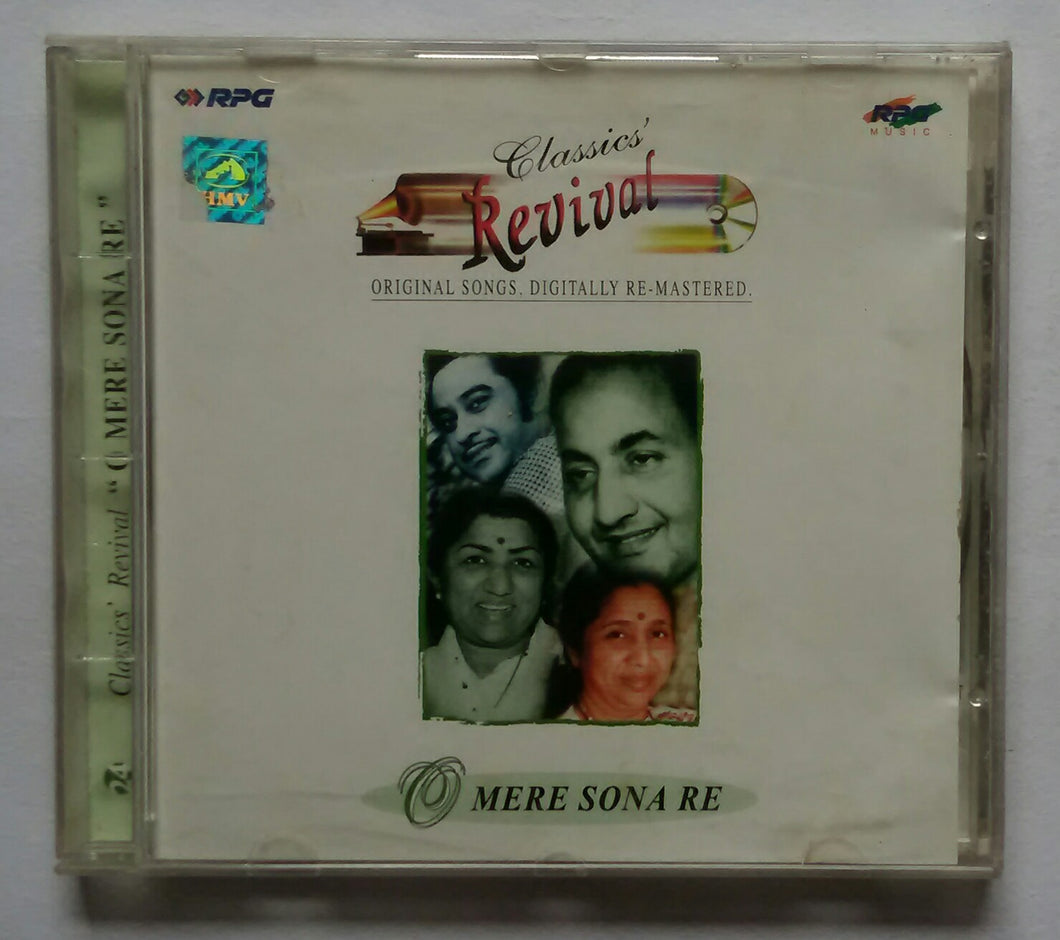 RPG
RPG
MUSIC
HMV
Classics'
Revival
ORIGINAL SONGS, DIGITALLY RE-MASTERED.
O MERE SONA RE
Classics' Revival “ O MERE SONA RE ”